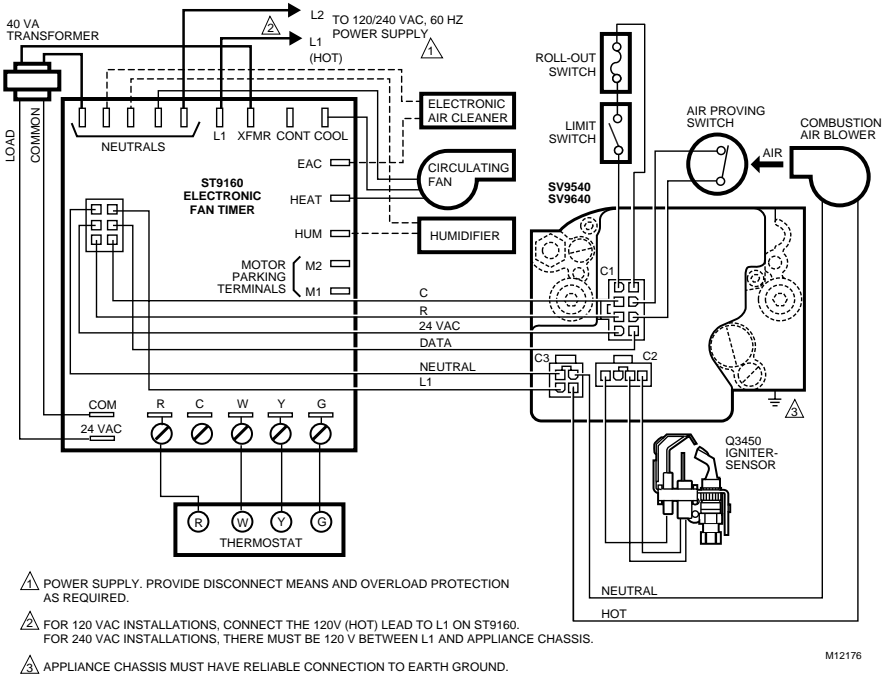 40 VA
TRANSFORMER
2
L2
L1
(HOT)
TO 120/240 VAC, 60 HZ
POWER SUPPLY
1
LOAD
COMMON
NEUTRALS
L1
XFMR
CONT
COOL
EAC
ST9160
ELECTRONIC
FAN TIMER
HEAT
HUM
MOTOR
PARKING
TERMINALS
M2
M1
ELECTRONIC
AIR CLEANER
CIRCULATING
FAN
HUMIDIFIER
ROLL-OUT
SWITCH
LIMIT
SWITCH
AIR PROVING
SWITCH
AIR
COMBUSTION
AIR BLOWER
SV9540
SV9640
C1
C
R
24 VAC
DATA
NEUTRAL
L1
C3
C2
3
COM
24 VAC
R
C
W
Y
G
R
W
Y
G
THERMOSTAT
Q3450
IGNITER-
SENSOR
NEUTRAL
HOT
1 POWER SUPPLY. PROVIDE DISCONNECT MEANS AND OVERLOAD PROTECTION
AS REQUIRED.
2 FOR 120 VAC INSTALLATIONS, CONNECT THE 120V (HOT) LEAD TO L1 ON ST9160.
FOR 240 VAC INSTALLATIONS, THERE MUST BE 120 V BETWEEN L1 AND APPLIANCE CHASSIS.
3 APPLIANCE CHASSIS MUST HAVE RELIABLE CONNECTION TO EARTH GROUND.
M12176